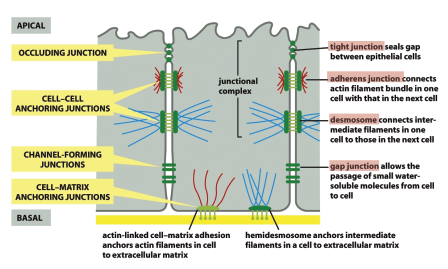 APICAL
OCCLUDING JUNCTION
CELL–CELL
ANCHORING JUNCTIONS
CHANNEL-FORMING
JUNCTIONS
CELL–MATRIX
ANCHORING JUNCTIONS
BASAL
junctional
complex
tight junction seals gap
between epithelial cells
adherens junction connects
actin filament bundle in one
cell with that in the next cell
desmosome connects inter-
mediate filaments in one cell
to those in the next cell
gap junction allows the
passage of small water-
soluble molecules from cell
to cell
actin-linked cell–matrix adhesion
anchors actin filaments in cell
to extracellular matrix
hemidesmosome anchors intermediate
filaments in a cell to extracellular matrix